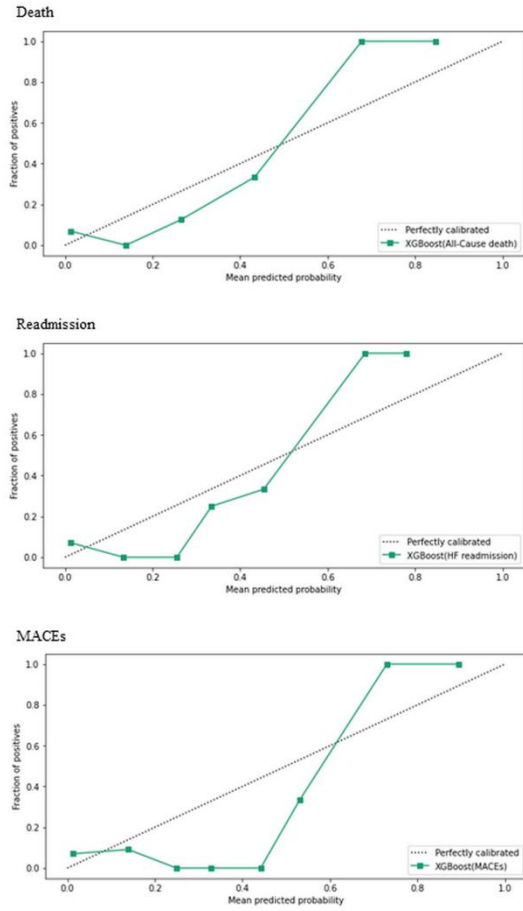 Death
1.0
0.8
0.6
0.4
0.2
0.0
Fraction of positives
Perfectly calibrated
XGBoost(All-Cause death)
0.0 0.2 0.4 0.6 0.8 1.0
Mean predicted probability
Readmission
1.0
0.8
0.6
0.4
0.2
0.0
Fraction of positives
Perfectly calibrated
XGBoost(HF readmission)
0.0 0.2 0.4 0.6 0.8 1.0
Mean predicted probability
MACEs
1.0
0.8
0.6
0.4
0.2
0.0
Fraction of positives
Perfectly calibrated
XGBoost(MACEs)
0.0 0.2 0.4 0.6 0.8 1.0
Mean predicted probability